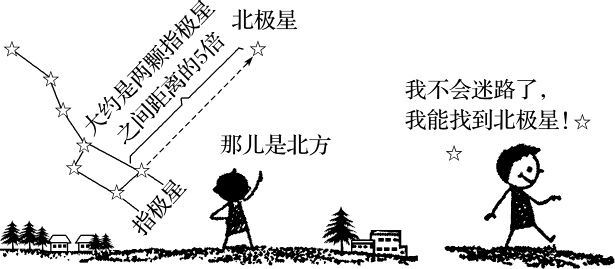 北极星
大约是两颗指极星
之间距离的5倍
指极星
那儿是北方
我不会迷路了，
我能找到北极星！